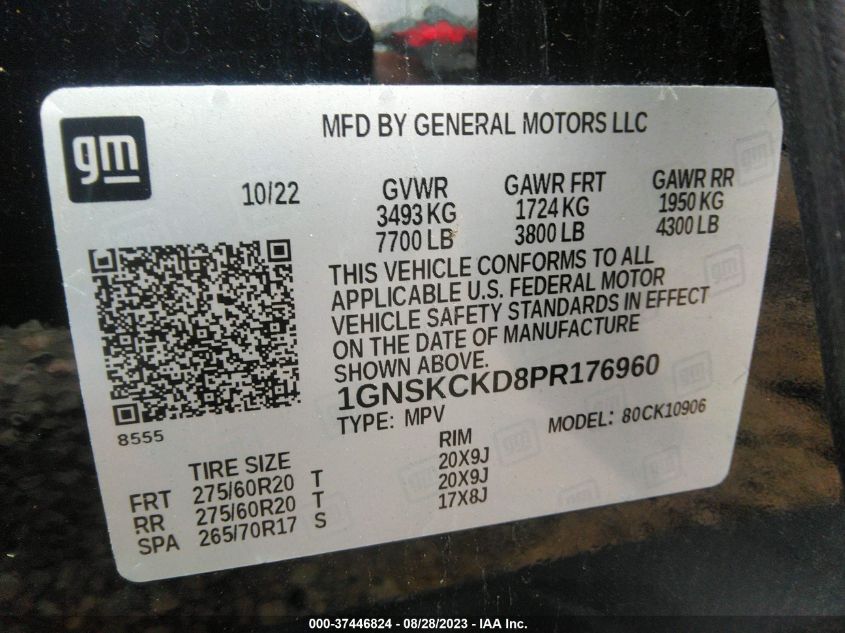 MFD BY GENERAL MOTORS LLC
gm
10/22
GVWR GAWR FRT GAWR RR
3493 KG 1724 KG 1950 KG
7700 LB 3800 LB 4300 LB
THIS VEHICLE CONFORMS TO ALL
APPLICABLE U.S. FEDERAL MOTOR
VEHICLE SAFETY STANDARDS IN EFFECT
ON THE DATE OF MANUFACTURE
SHOWN ABOVE.
1GNSKCKD8PR176960
TYPE: MPV MODEL: 80CK10906
8555
TIRE SIZE RIM
FRT 275/60R20 T 20X9J
RR 275/60R20 T 20X9J
SPA 265/70R17 S 17X8J
000-37446824 - 08/28/2023 - IAA Inc.